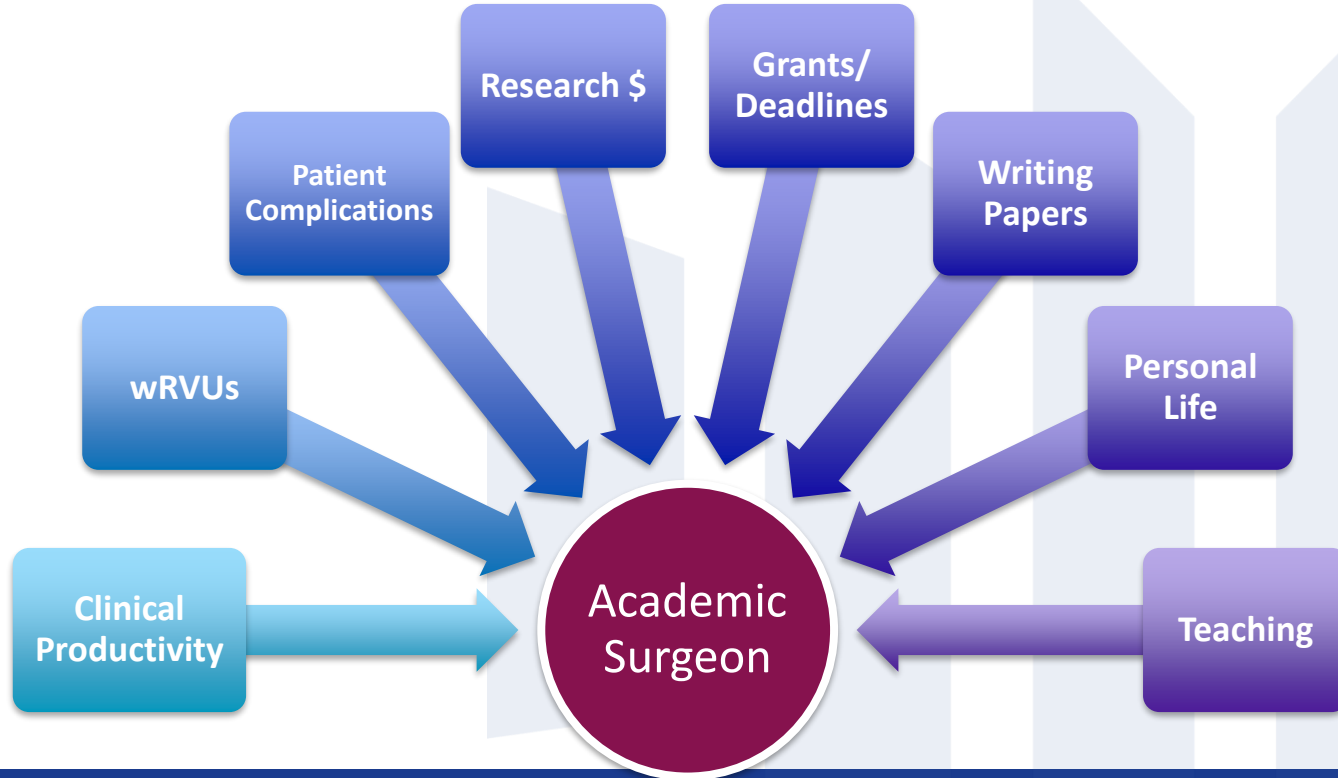 Research $
Grants/
Deadlines
Patient
Complications
Writing
Papers
wRVUs
Personal
Life
Clinical
Productivity
Academic
Surgeon
Teaching